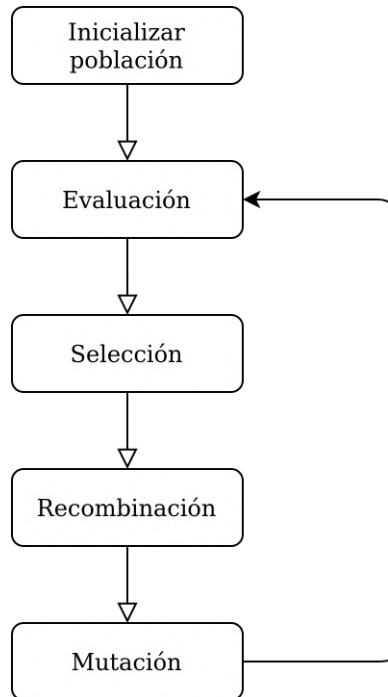 Inicializar
población
Evaluación
Selección
Recombinación
Mutación